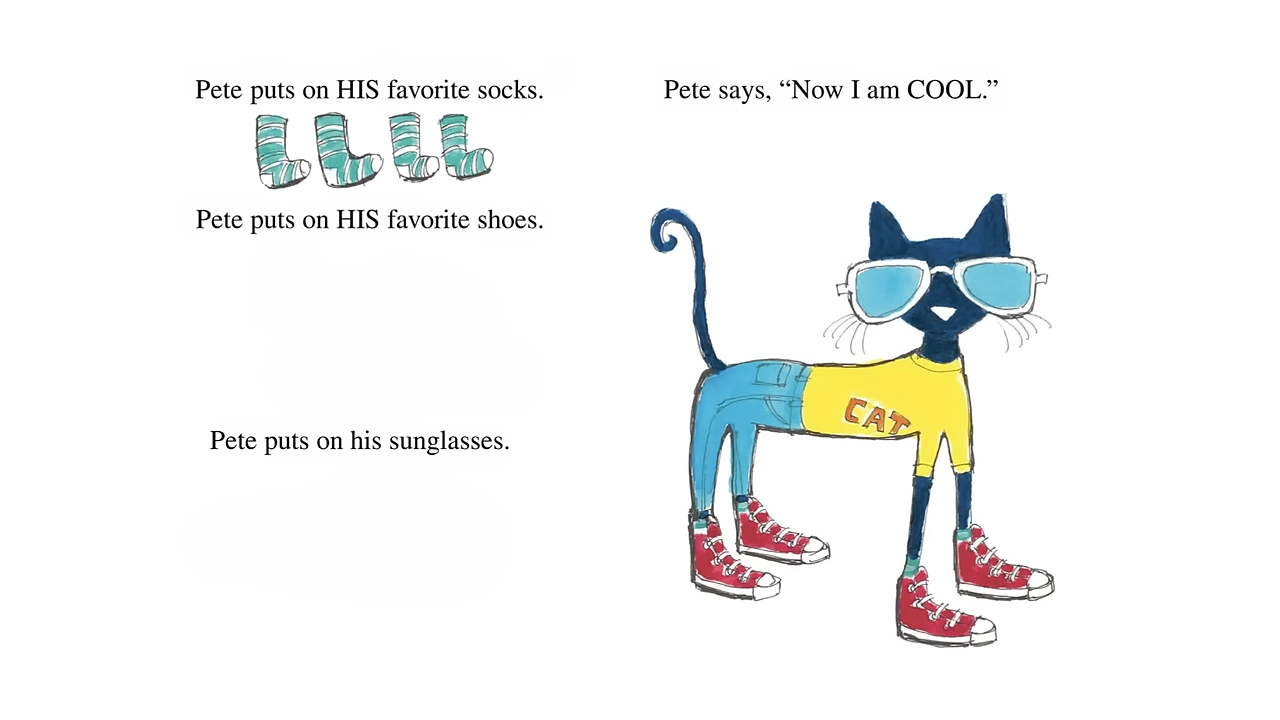 Pete puts on HIS favorite socks.
Pete puts on HIS favorite shoes.
Pete puts on his sunglasses.
Pete says, “Now I am COOL.”
CAT